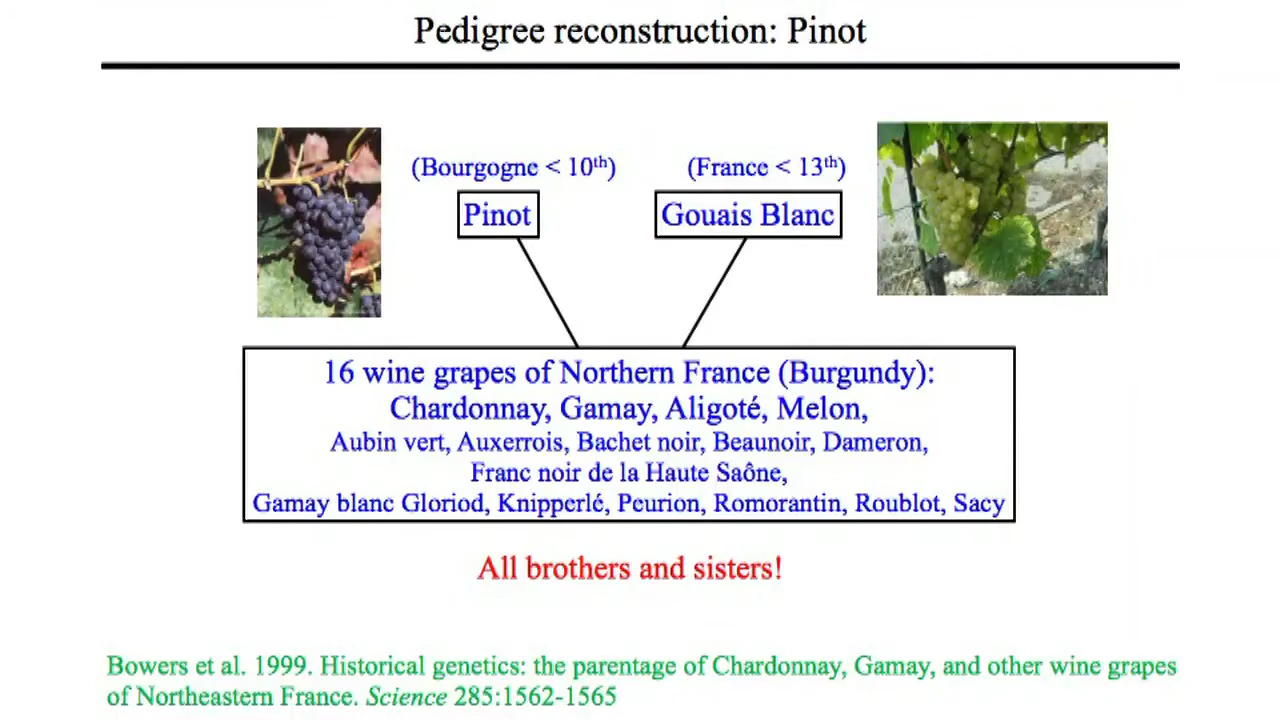 Pedigree reconstruction: Pinot
(Bourgogne < 10th)
(France < 13th)
Pinot
Gouais Blanc
16 wine grapes of Northern France (Burgundy):
Chardonnay, Gamay, Aligoté, Melon,
Aubin vert, Auxerrois, Bachet noir, Beaunoir, Dameron,
Franc noir de la Haute Saône,
Gamay blanc Gloriod, Knipperlé, Peurion, Romorantin, Roublot, Sacy
All brothers and sisters!
Bowers et al. 1999. Historical genetics: the parentage of Chardonnay, Gamay, and other wine grapes
of Northeastern France. Science 285:1562-1565